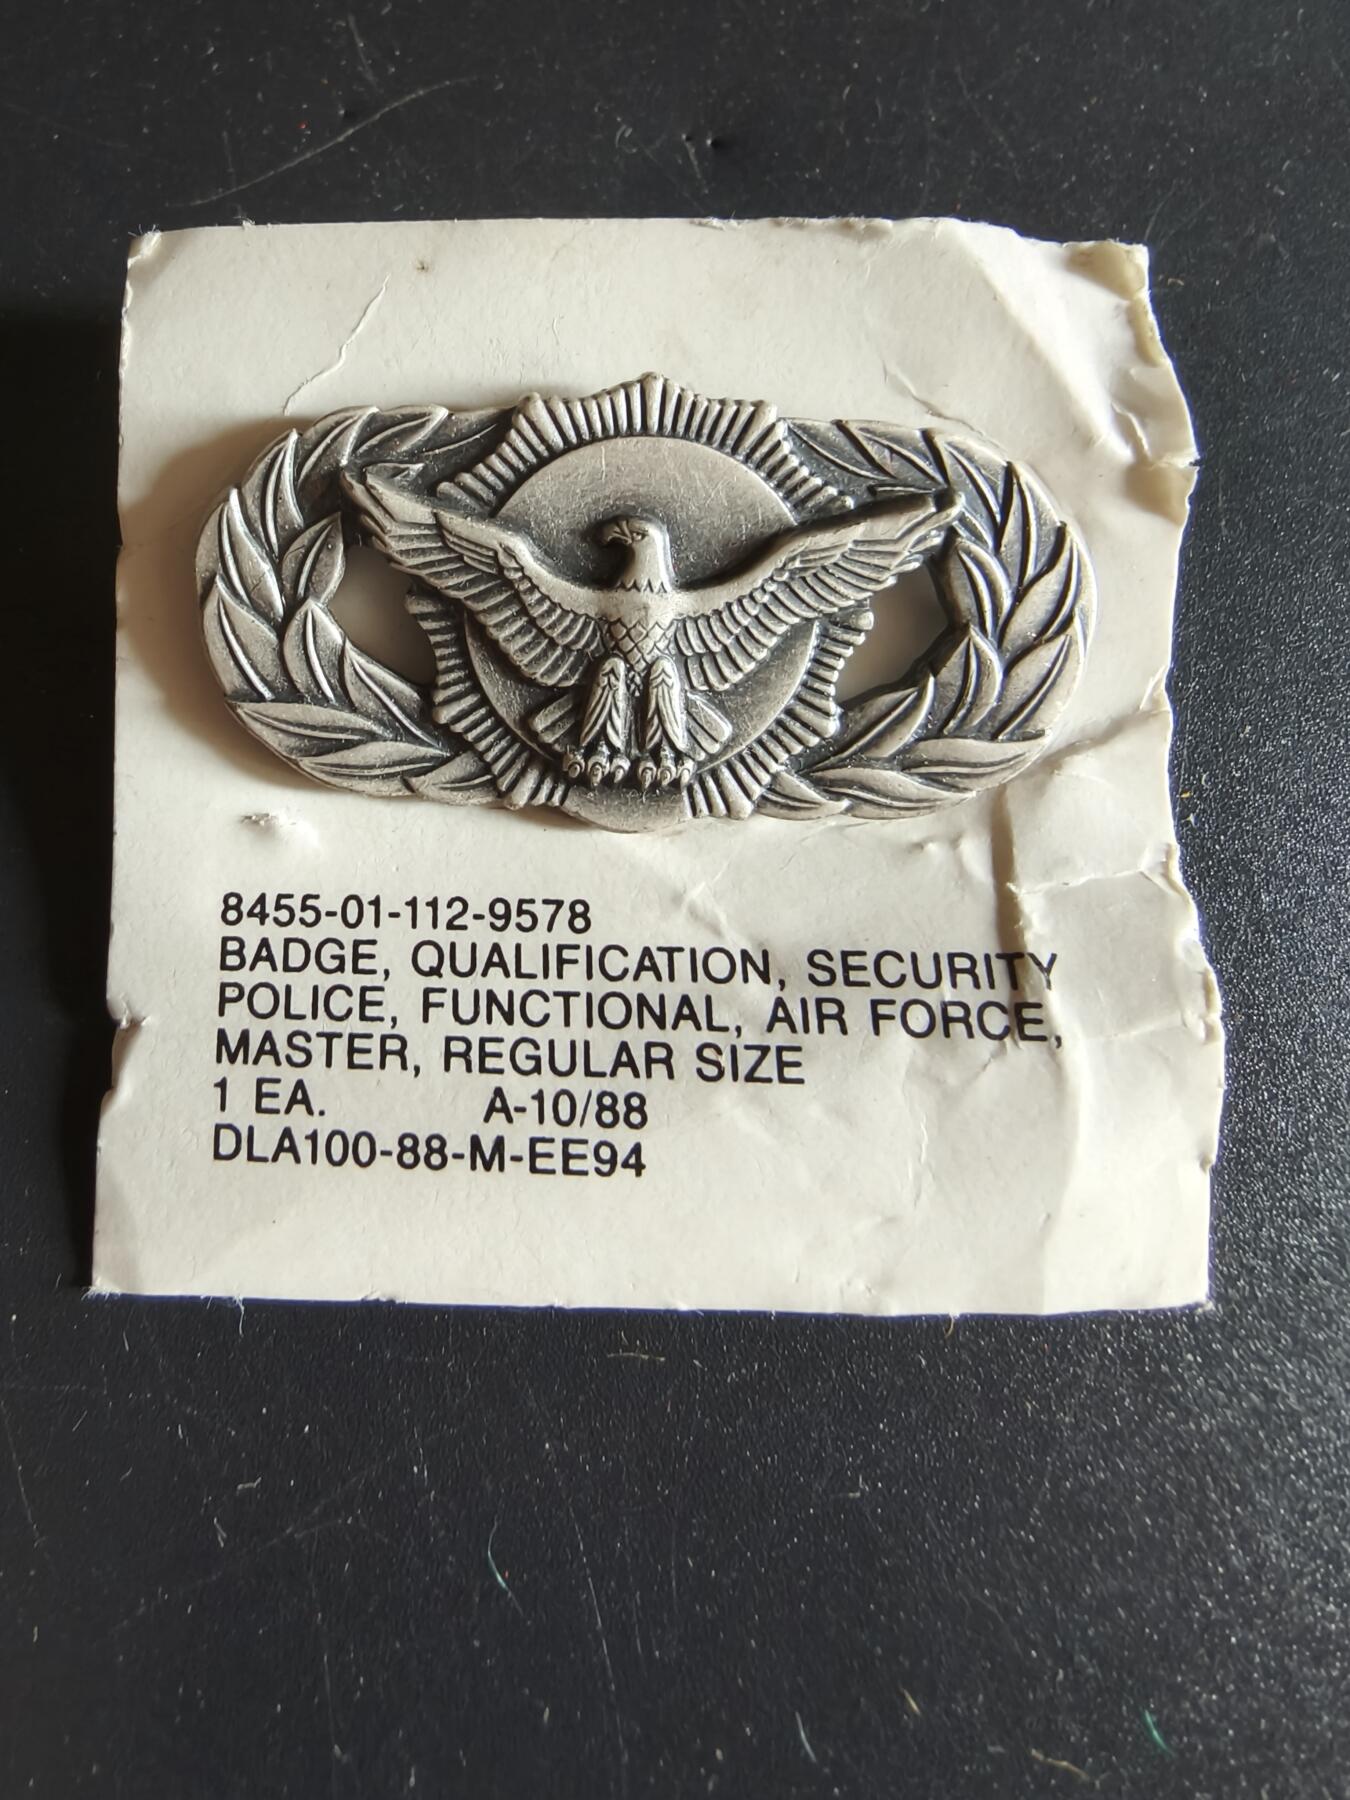 8455-01-112-9578
BADGE, QUALIFICATION, SECURITY
POLICE, FUNCTIONAL, AIR FORCE,
MASTER, REGULAR SIZE
1 EA. A-10/88
DLA100-88-M-EE94